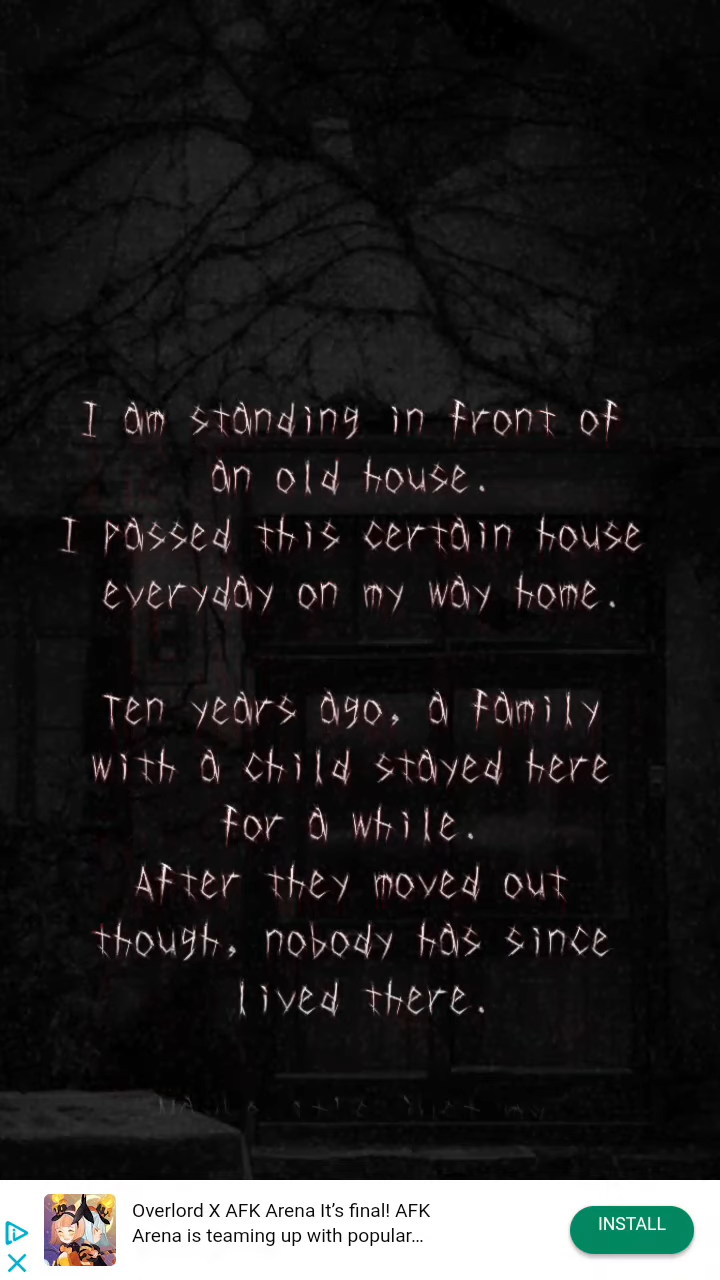 I am standing in front of
an old house.
I passed this certain house
everyday on my way home.
Ten years ago, a family
with a child stayed here
for a while.
After they moved out
though, nobody has since
lived there.
Overlord X AFK Arena It’s final! AFK
Arena is teaming up with popular…
INSTALL